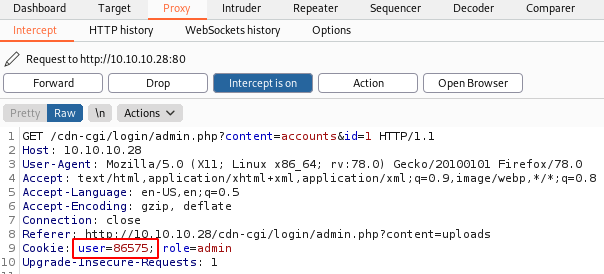 Dashboard Target Proxy Intruder Repeater Sequencer Decoder Comparer
Intercept HTTP history WebSockets history Options
Request to http://10.10.10.28:80
Forward Drop Intercept is on Action Open Browser
Pretty Raw \n Actions
1 GET /cdn-cgi/login/admin.php?content=accounts&id=1 HTTP/1.1
2 Host: 10.10.10.28
3 User-Agent: Mozilla/5.0 (X11; Linux x86_64; rv:78.0) Gecko/20100101 Firefox/78.0
4 Accept: text/html,application/xhtml+xml,application/xml;q=0.9,image/webp,*/*;q=0.8
5 Accept-Language: en-US,en;q=0.5
6 Accept-Encoding: gzip, deflate
7 Connection: close
8 Referer: http://10.10.10.28/cdn-cgi/login/admin.php?content=uploads
9 Cookie: user=86575; role=admin
10 Upgrade-Insecure-Requests: 1